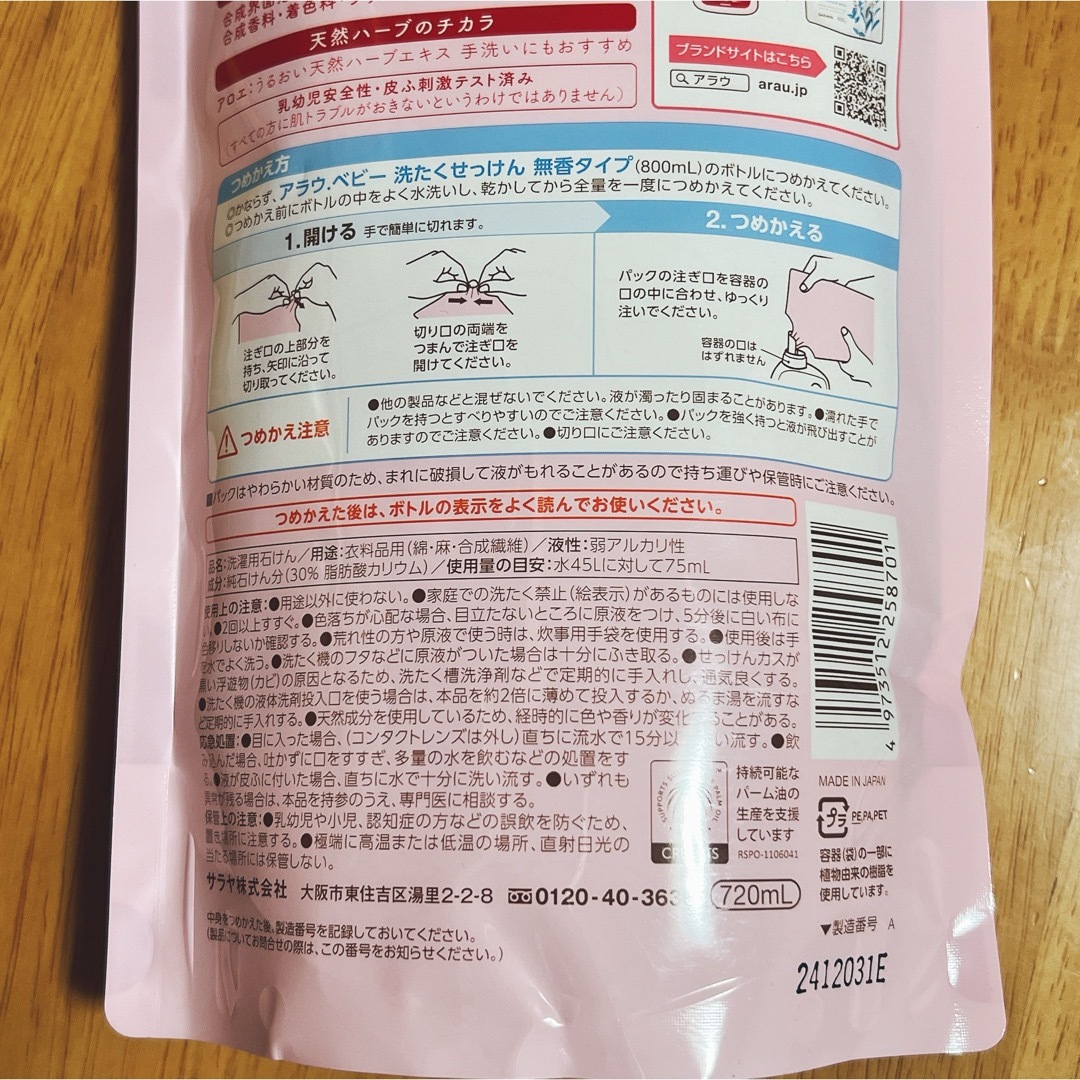 合成香料・着色料・
天然ハーブのチカラ
アロエ：うるおい天然ハーブエキス 手洗いにもおすすめ
乳幼児安全性・皮ふ刺激テスト済み
（すべての方に肌トラブルがおきないというわけではありません）
ブランドサイトはこちら
アラウ arau.jp
つめかえ方 アラウ.ベビー 洗たくせっけん 無香タイプ(800mL)のボトルにつめかえてください。
◎かならず、
◎つめかえ前にボトルの中をよく水洗いし、乾かしてから全量を一度につめかえてください。
1.開ける 手で簡単に切れます。
2.つめかえる
注ぎ口の上部分を
持ち、矢印に沿って
切り取ってください。
切り口の両端を
つまんで注ぎ口を
開けてください。
パックの注ぎ口を容器の
口の中に合わせ、ゆっくり
注いでください。
容器の口は
はずれません
つめかえ注意
●他の製品などと混ぜないでください。液が濁ったり固まることがあります。●濡れた手で
パックを持つとすべりやすいのでご注意ください。●パックを強く持つと液が飛び出すことが
ありますのでご注意ください。●切り口にご注意ください。
■パックはやわらかい材質のため、まれに破損して液がもれることがあるので持ち運びや保管時にご注意ください。
つめかえた後は、ボトルの表示をよく読んでお使いください。
品名：洗濯用石けん／用途：衣料品用(綿・麻・合成繊維)／液性：弱アルカリ性
成分：純石けん分(30% 脂肪酸カリウム)／使用量の目安：水45Lに対して75mL
使用上の注意：●用途以外に使わない。●家庭での洗たく禁止(絵表示)があるものには使用しな
い。●2回以上すすぐ。●色落ちが心配な場合、目立たないところに原液をつけ、5分後に白い布に
色移りしないか確認する。●荒れ性の方や原液で使う時は、炊事用手袋を使用する。●使用後は手
を水でよく洗う。●洗たく機のフタなどに原液がついた場合は十分にふき取る。●せっけんカスが
黒い浮遊物(カビ)の原因となるため、洗たく槽洗浄剤などで定期的に手入れし、通気良くする。
●洗たく機の液体洗剤投入口を使う場合は、本品を約2倍に薄めて投入するか、ぬるま湯を流すな
ど定期的に手入れする。●天然成分を使用しているため、経時的に色や香りが変化することがある。
応急処置：●目に入った場合、(コンタクトレンズは外し)直ちに流水で15分以上洗い流す。●飲
み込んだ場合、吐かずに口をすすぎ、多量の水を飲むなどの処置をす
る。●液が皮ふに付いた場合、直ちに水で十分に洗い流す。●いずれも
異常が残る場合は、本品を持参のうえ、専門医に相談する。
保管上の注意：●乳幼児や小児、認知症の方などの誤飲を防ぐため、
置き場所に注意する。●極端に高温または低温の場所、直射日光の
当たる場所には保管しない。
持続可能な
パーム油の
生産を支援
しています
RSPO-1106041
サラヤ株式会社 大阪市東住吉区湯里2-2-8 0120-40-363 720mL
中身をつめかえた後、製造番号を記録しておいてください。
(製品についてお問合せの際は、この番号をお知らせください。)
4 973512 258701
MADE IN JAPAN
プラ PE,PA,PET
容器(袋)の一部に
植物由来の樹脂を
使用しています。
▼製造番号 A
2412031E